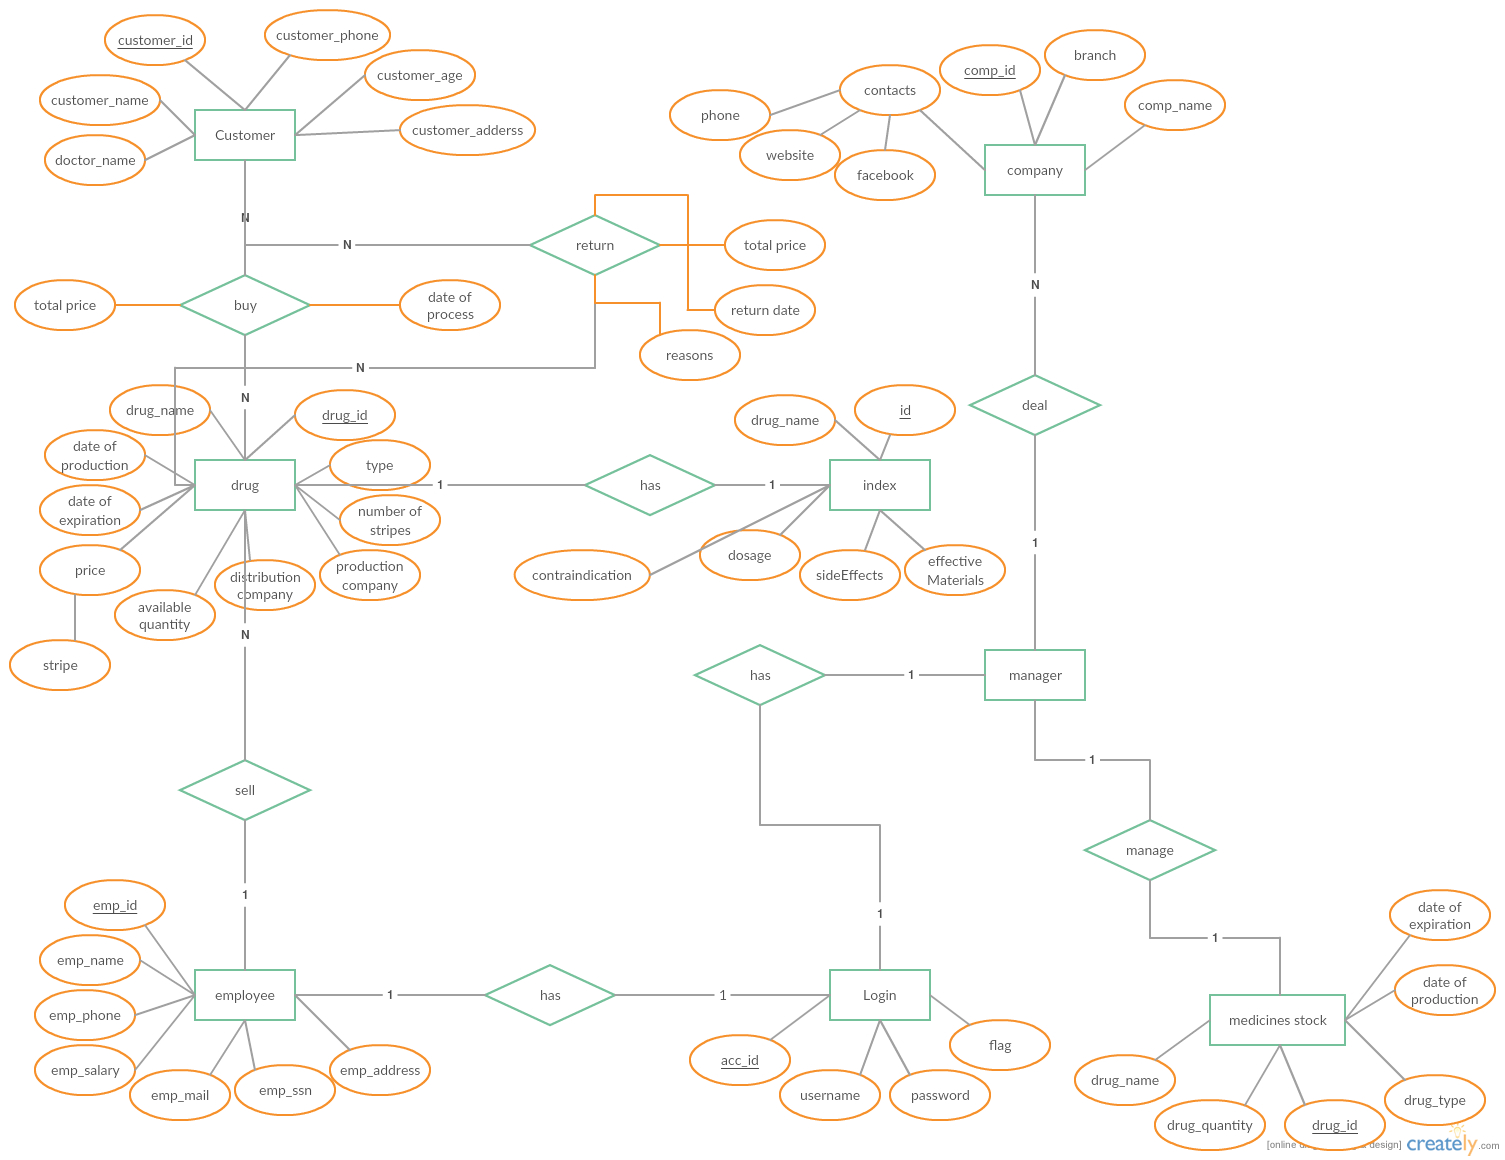 customer_id
customer_phone
customer_age
customer_name
customer_adderss
doctor_name
Customer
contacts
comp_id
branch
comp_name
phone
website
facebook
company
N
N
return
total price
return date
reasons
N
total price
buy
date of
process
N
N
deal
drug_name
drug_id
date of
production
type
date of
expiration
drug
number of
stripes
price
distribution
company
production
company
available
quantity
stripe
1
has
1
drug_name
id
index
contraindication
dosage
sideEffects
effective
Materials
1
N
has
1
manager
sell
1
manage
1
1
1
emp_id
emp_name
emp_phone
emp_salary
emp_mail
emp_ssn
emp_address
employee
1
has
1
Login
acc_id
username
password
flag
date of
expiration
date of
production
medicines stock
drug_name
drug_quantity
drug_id
drug_type
[online
design]
creately.com